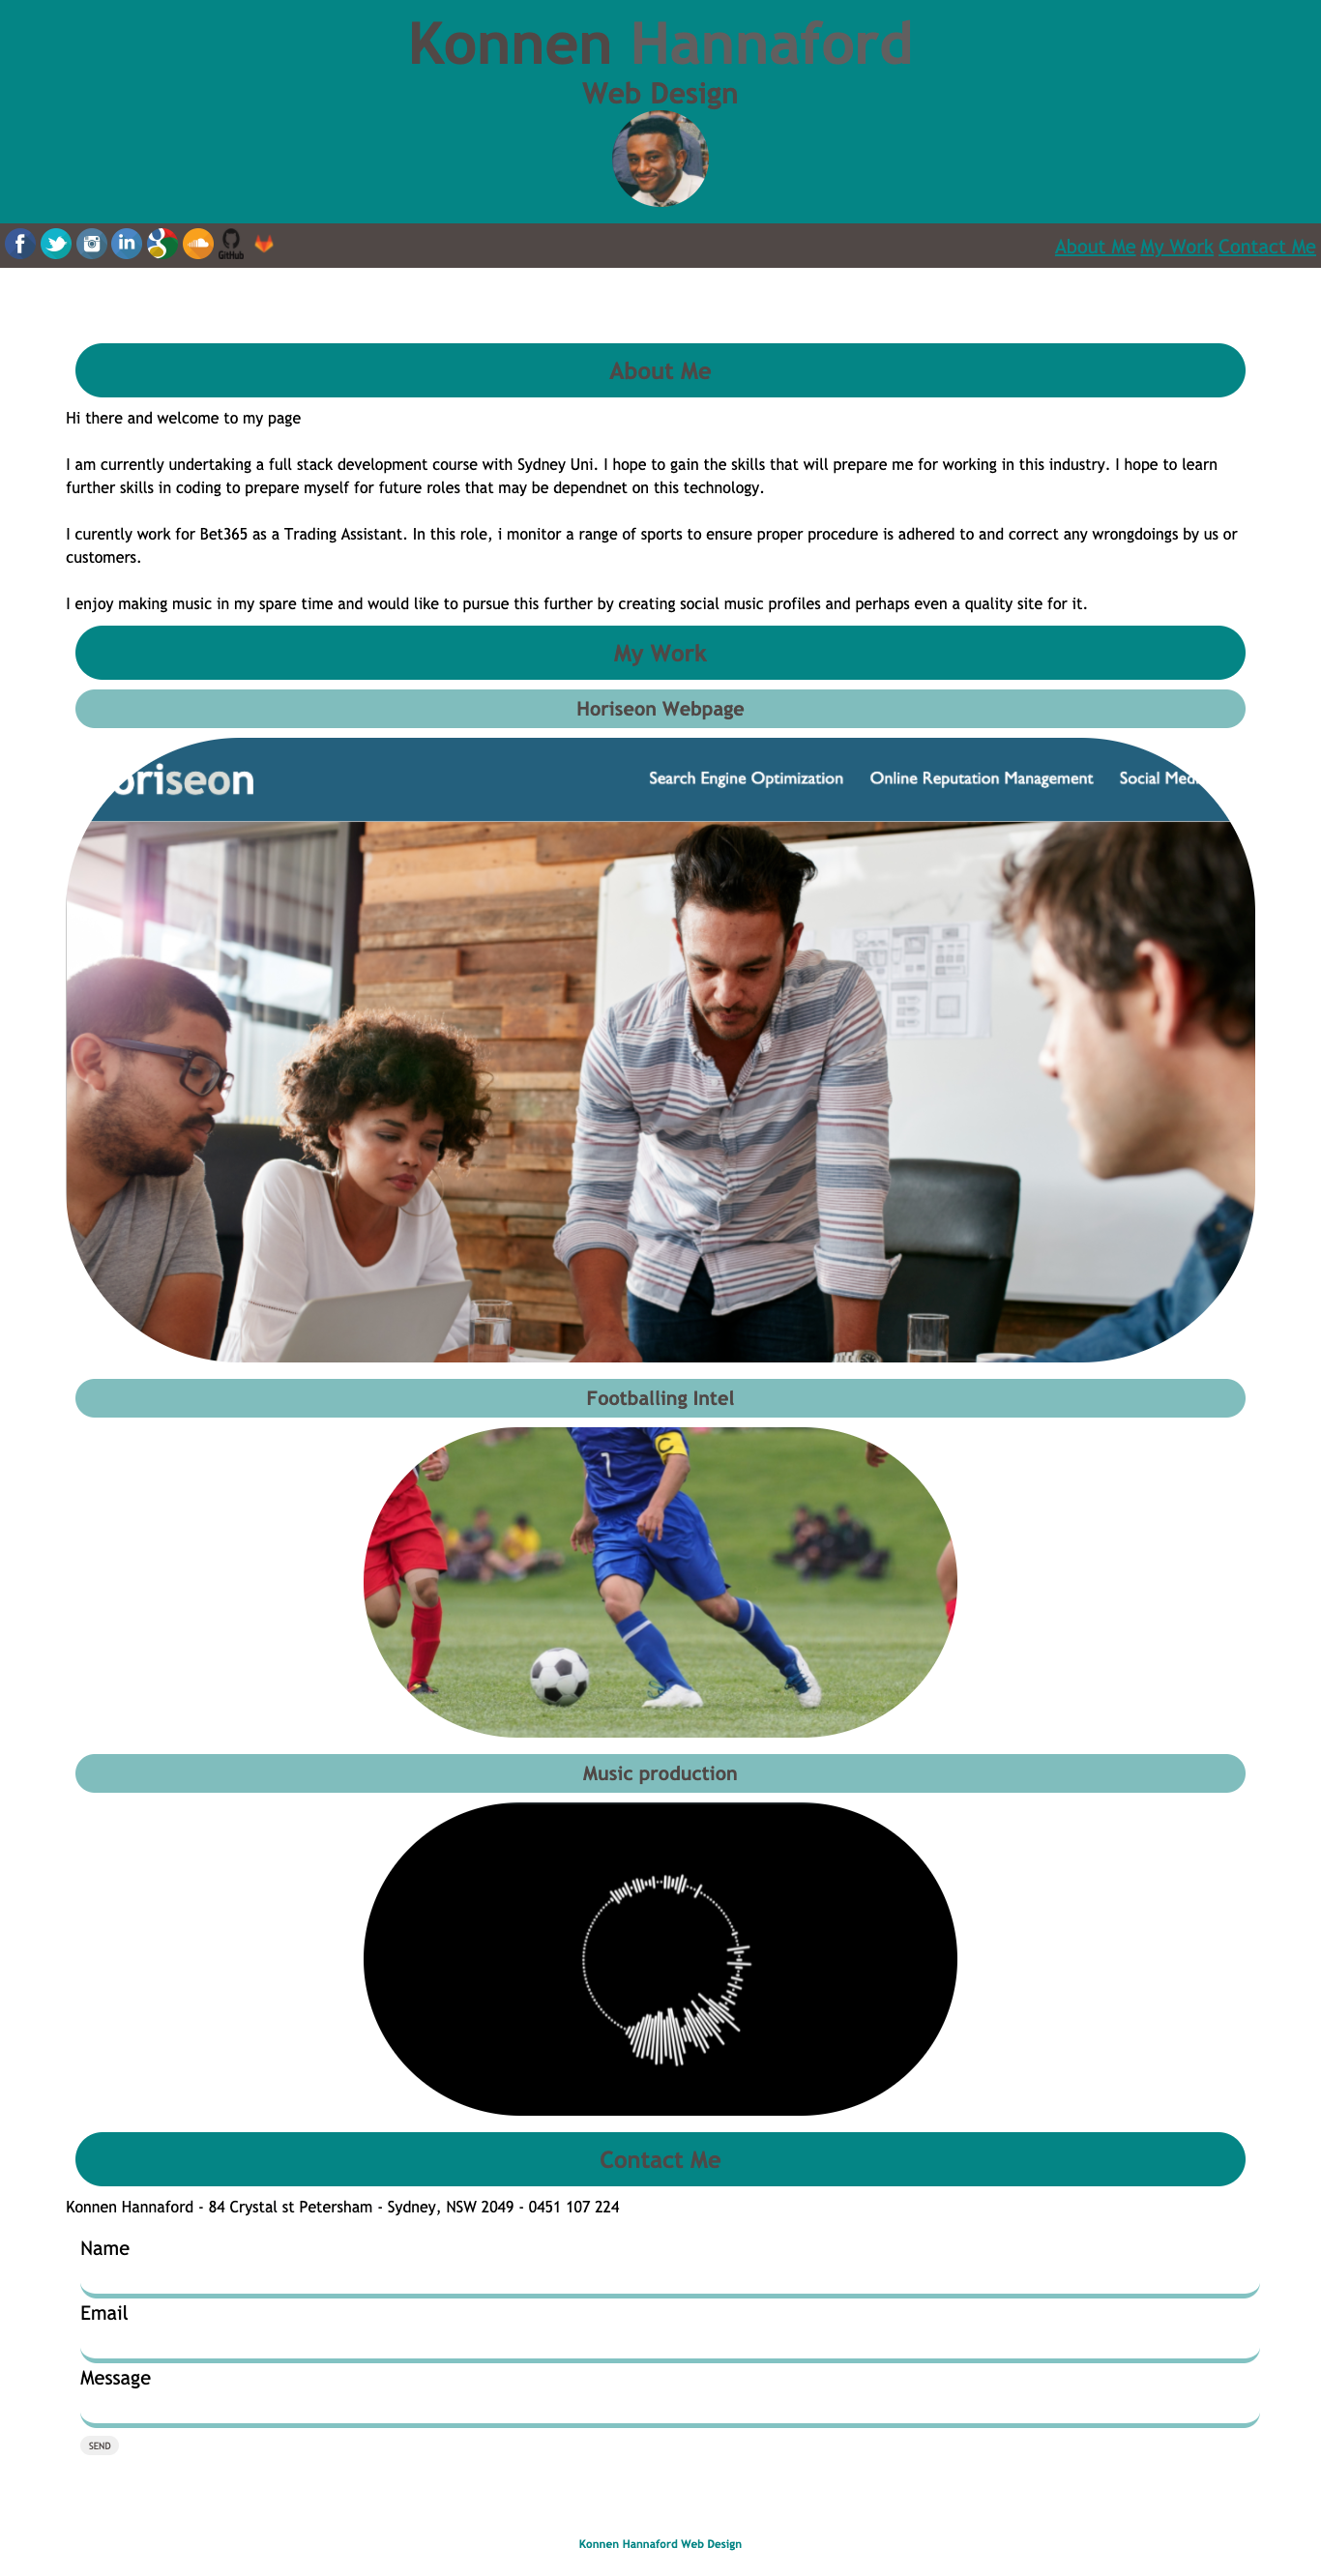 Konnen Hannaford
Web Design
GitHub
About Me My Work Contact Me
About Me
Hi there and welcome to my page
I am currently undertaking a full stack development course with Sydney Uni. I hope to gain the skills that will prepare me for working in this industry. I hope to learn
further skills in coding to prepare myself for future roles that may be dependnet on this technology.
I curently work for Bet365 as a Trading Assistant. In this role, i monitor a range of sports to ensure proper procedure is adhered to and correct any wrongdoings by us or
customers.
I enjoy making music in my spare time and would like to pursue this further by creating social music profiles and perhaps even a quality site for it.
My Work
Horiseon Webpage
oriseon Search Engine Optimization Online Reputation Management Social Med
Footballing Intel
Music production
Contact Me
Konnen Hannaford - 84 Crystal st Petersham - Sydney, NSW 2049 - 0451 107 224
Name
Email
Message
SEND
Konnen Hannaford Web Design